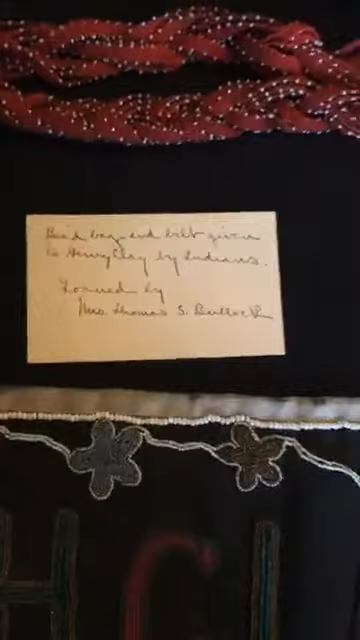 Bead bag and belt given
to Henry Clay by Indians.
Loaned by
Mrs. Thomas S. Bullock
H C